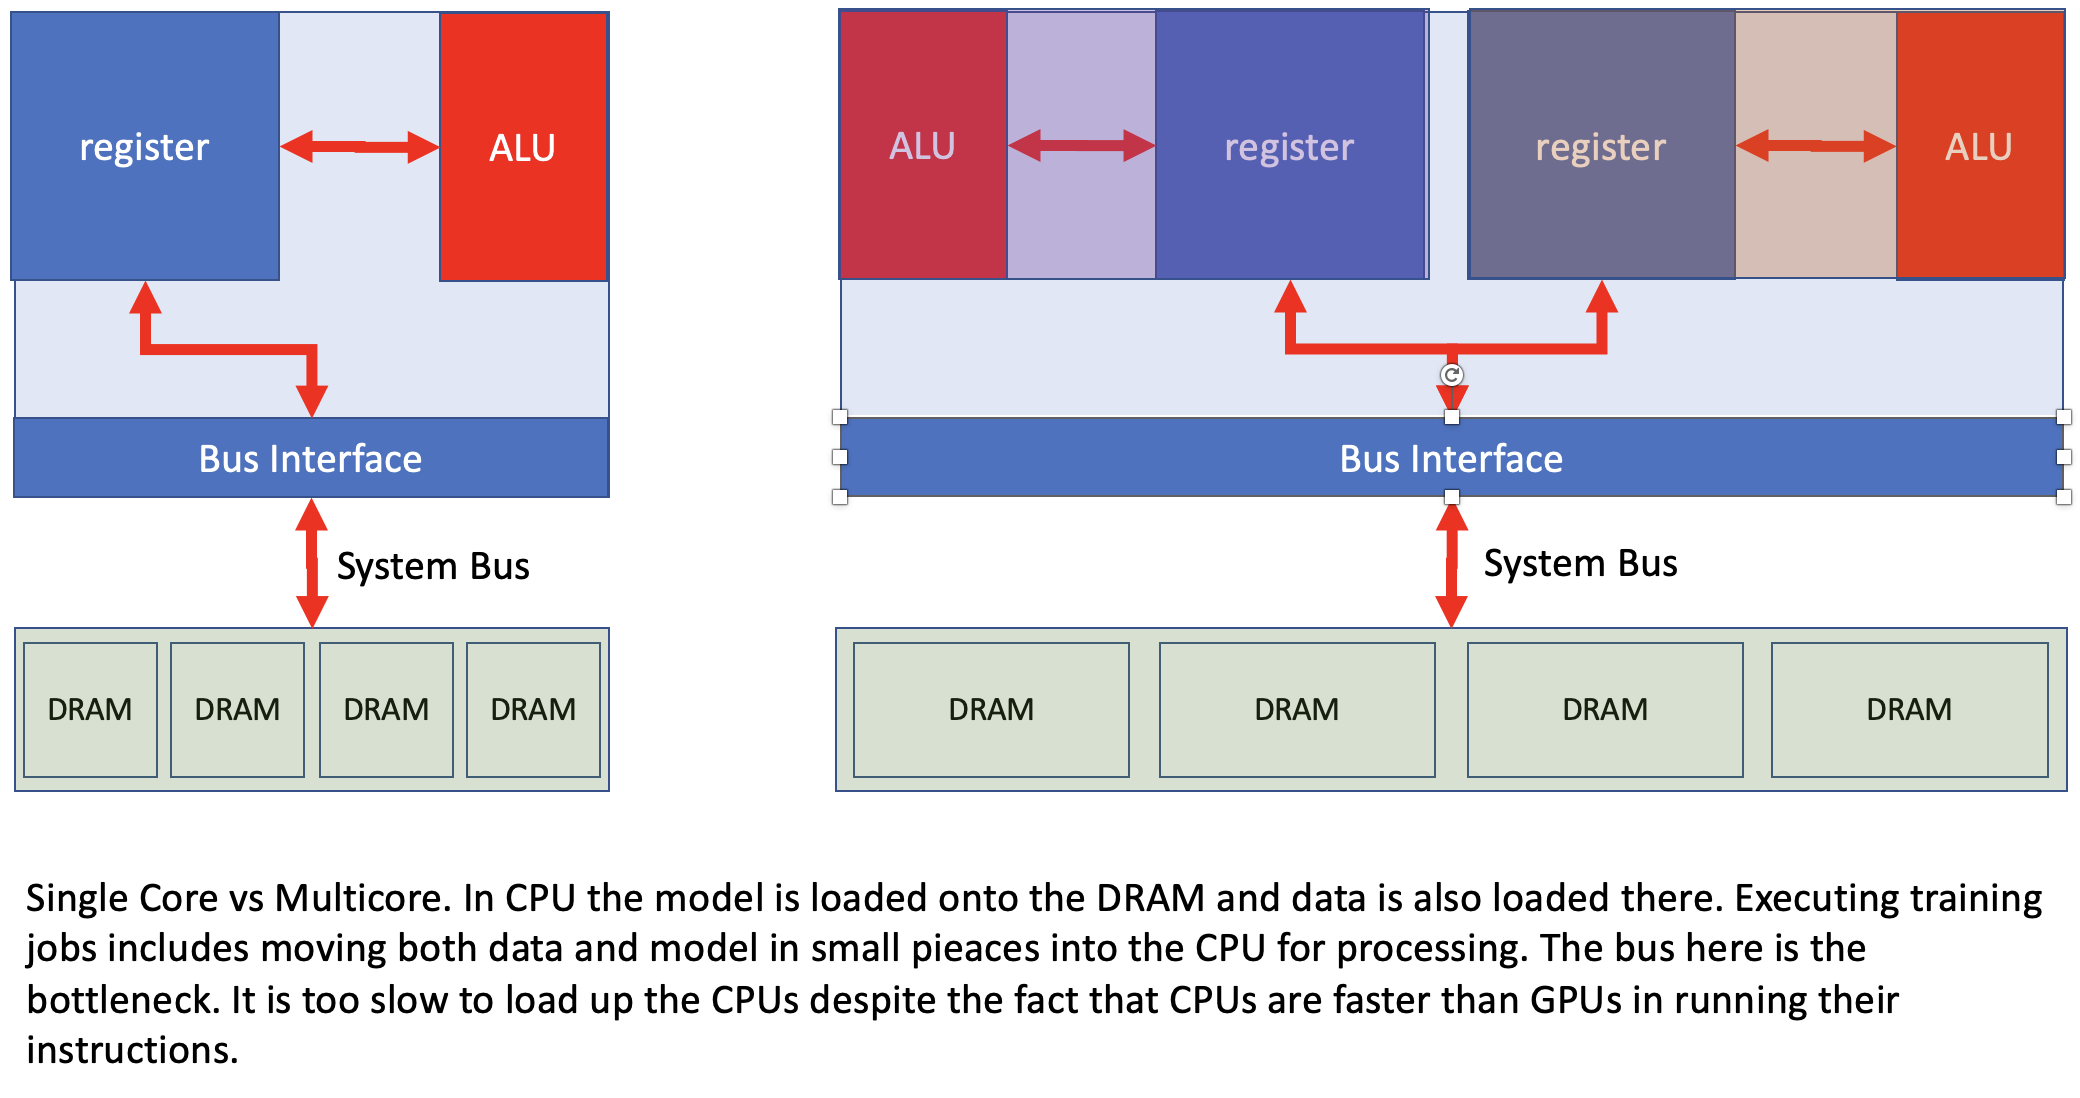 register
ALU
ALU
register
register
ALU
Bus Interface
Bus Interface
System Bus
System Bus
DRAM
DRAM
DRAM
DRAM
DRAM
DRAM
DRAM
DRAM
Single Core vs Multicore. In CPU the model is loaded onto the DRAM and data is also loaded there. Executing training
jobs includes moving both data and model in small pieaces into the CPU for processing. The bus here is the
bottleneck. It is too slow to load up the CPUs despite the fact that CPUs are faster than GPUs in running their
instructions.